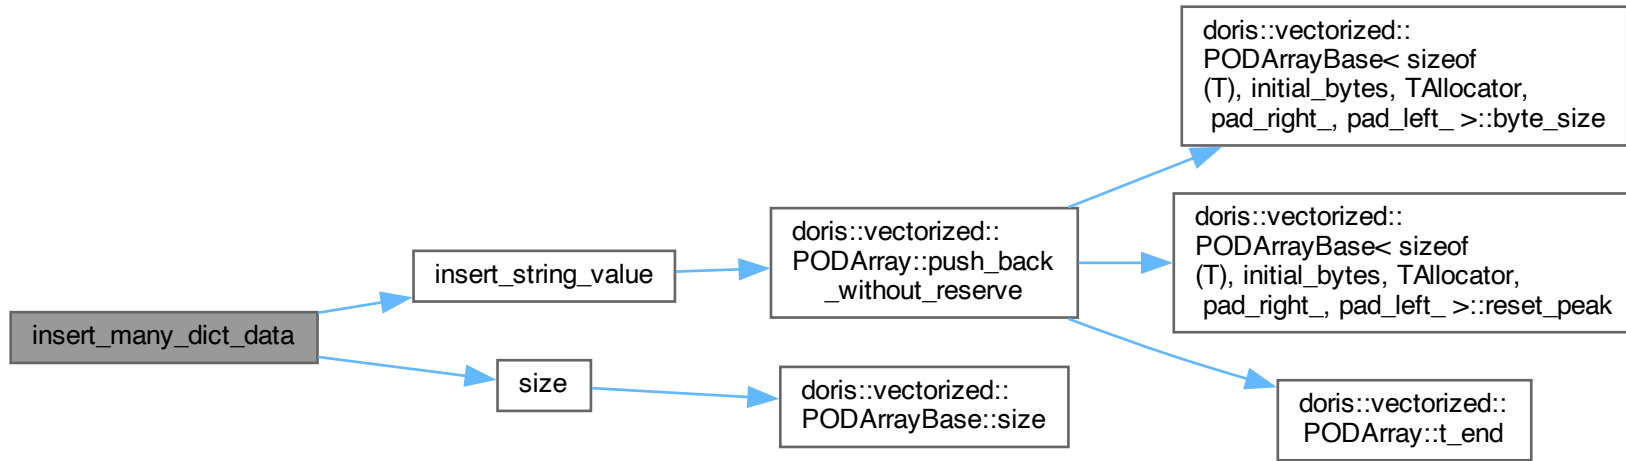 insert_many_dict_data
insert_string_value
size
doris::vectorized::
PODArray::push_back
_without_reserve
doris::vectorized::
PODArrayBase::size
doris::vectorized::
PODArrayBase< sizeof
(T), initial_bytes, TAllocator,
pad_right_, pad_left_ >::byte_size
doris::vectorized::
PODArrayBase< sizeof
(T), initial_bytes, TAllocator,
pad_right_, pad_left_ >::reset_peak
doris::vectorized::
PODArray::t_end